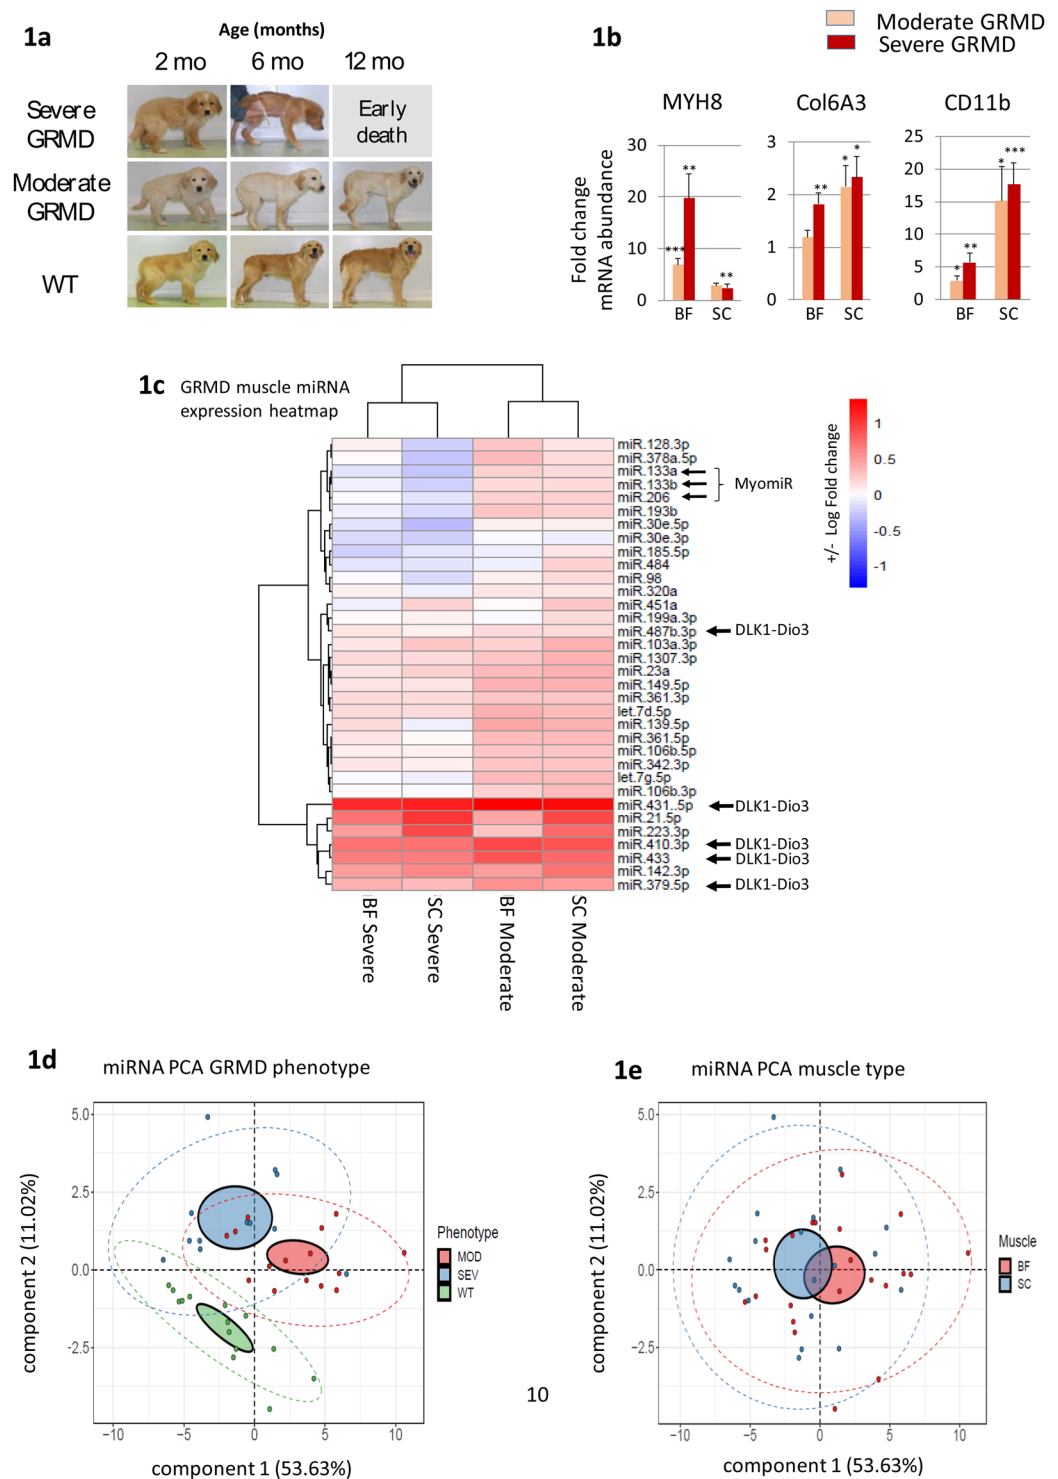 1a
Age (months)
2 mo 6 mo 12 mo
Severe
GRMD
Early
death
Moderate
GRMD
WT
1b
Moderate GRMD
Severe GRMD
MYH8 Col6A3 CD11b
Fold change
mRNA abundance
30
20
10
0
*** **
**
BF SC
3
2
1
0
** * *
BF SC
25
20
15
10
5
0
* ** * ***
BF SC
1c
GRMD muscle miRNA
expression heatmap
miR.128.3p
miR.378a.5p
miR.133a
miR.133b
miR.206
MyomiR
miR.193b
miR.30e.5p
miR.30e.3p
miR.185.5p
miR.484
miR.98
miR.320a
miR.451a
miR.199a.3p
miR.487b.3p DLK1-Dio3
miR.103a.3p
miR.1307.3p
miR.23a
miR.149.5p
miR.361.3p
let.7d.5p
miR.139.5p
miR.361.5p
miR.106b.5p
miR.342.3p
let.7g.5p
miR.106b.3p
miR.431..5p DLK1-Dio3
miR.21.5p
miR.223.3p
miR.410.3p DLK1-Dio3
miR.433 DLK1-Dio3
miR.142.3p
miR.379.5p DLK1-Dio3
BF Severe
SC Severe
BF Moderate
SC Moderate
+/- Log Fold change
1
0.5
0
-0.5
-1
1d
miRNA PCA GRMD phenotype
component 2 (11.02%)
5.0
2.5
0.0
-2.5
−10 −5 0 5 10
component 1 (53.63%)
Phenotype
MOD
SEV
WT
10
1e
miRNA PCA muscle type
component 2 (11.02%)
5.0
2.5
0.0
-2.5
−10 −5 0 5 10
component 1 (53.63%)
Muscle
BF
SC